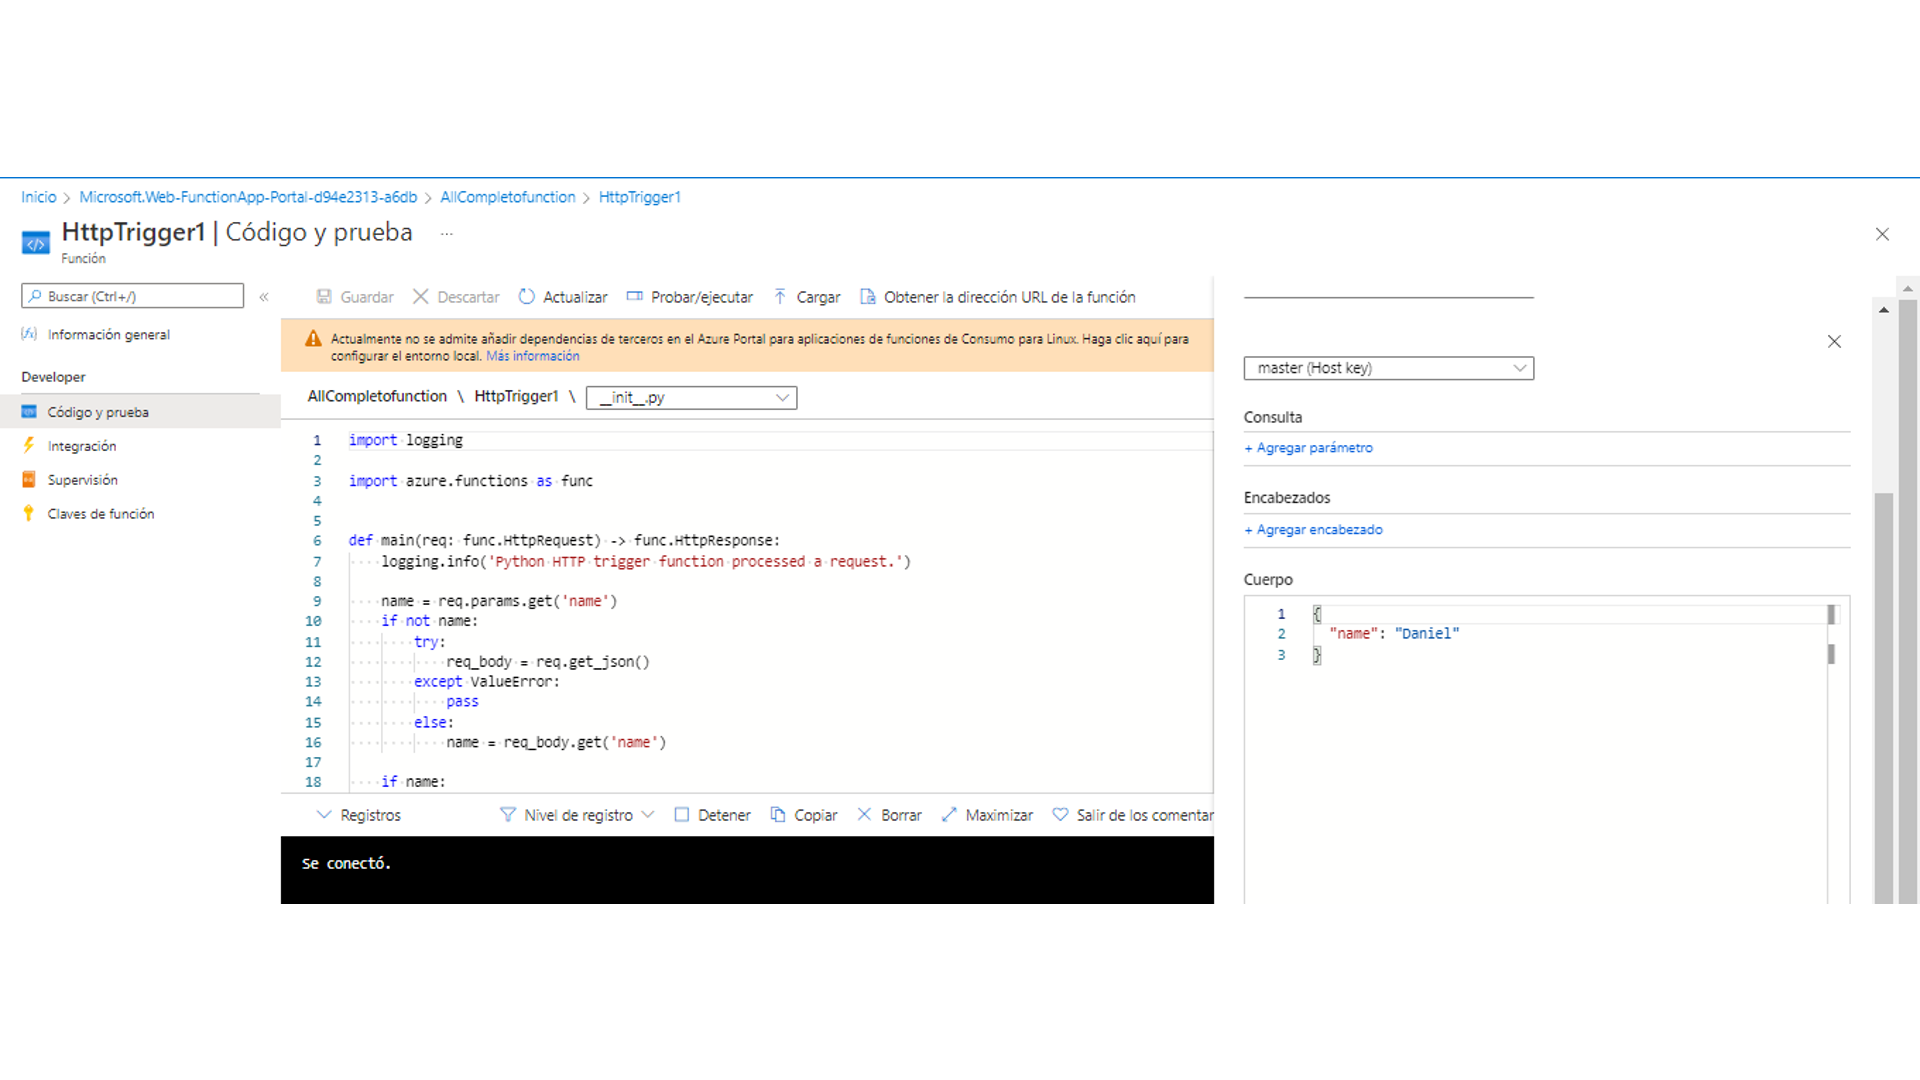 Inicio > Microsoft.Web-FunctionApp-Portal-d94e2313-a6db > AllCompletofunction > HttpTrigger1
HttpTrigger1 | Código y prueba ...
Función
Buscar (Ctrl+/) «
Información general
Developer
Código y prueba
Integración
Supervisión
Claves de función
Guardar Descartar Actualizar Probar/ejecutar Cargar Obtener la dirección URL de la función
Actualmente no se admite añadir dependencias de terceros en el Azure Portal para aplicaciones de funciones de Consumo para Linux. Haga clic aquí para
configurar el entorno local. Más información
AllCompletofunction \ HttpTrigger1 \ __init__.py
1 import logging
2
3 import azure.functions as func
4
5
6 def main(req: func.HttpRequest) -> func.HttpResponse:
7 logging.info('Python HTTP trigger function processed a request.')
8
9 name = req.params.get('name')
10 if not name:
11 try:
12 req_body = req.get_json()
13 except ValueError:
14 pass
15 else:
16 name = req_body.get('name')
17
18 if name:
Registros Nivel de registro Detener Copiar Borrar Maximizar Salir de los comentar
Se conectó.
master (Host key)
Consulta
+ Agregar parámetro
Encabezados
+ Agregar encabezado
Cuerpo
1 {
2 "name": "Daniel"
3 }